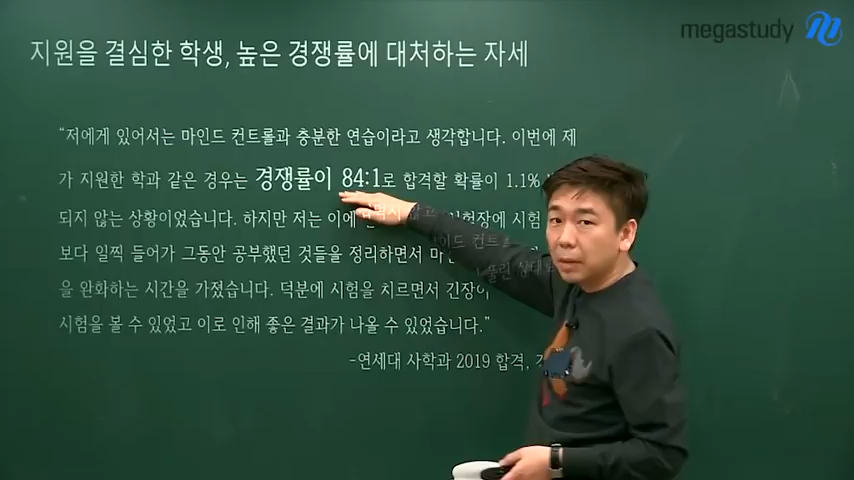 megastudy
지원을 결심한 학생, 높은 경쟁률에 대처하는 자세
“저에게 있어서는 마인드 컨트롤과 충분한 연습이라고 생각합니다. 이번에 제
가 지원한 학과 같은 경우는 경쟁률이 84:1로 합격할 확률이 1.1%
되지 않는 상황이었습니다. 하지만 저는 이에 시험장에 시험
보다 일찍 들어가 그동안 공부했던 것들을 정리하면서
을 완화하는 시간을 가졌습니다. 덕분에 시험을 치르면서 긴장이
시험을 볼 수 있었고 이로 인해 좋은 결과가 나올 수 있었습니다.”
-연세대 사학과 2019 합격,